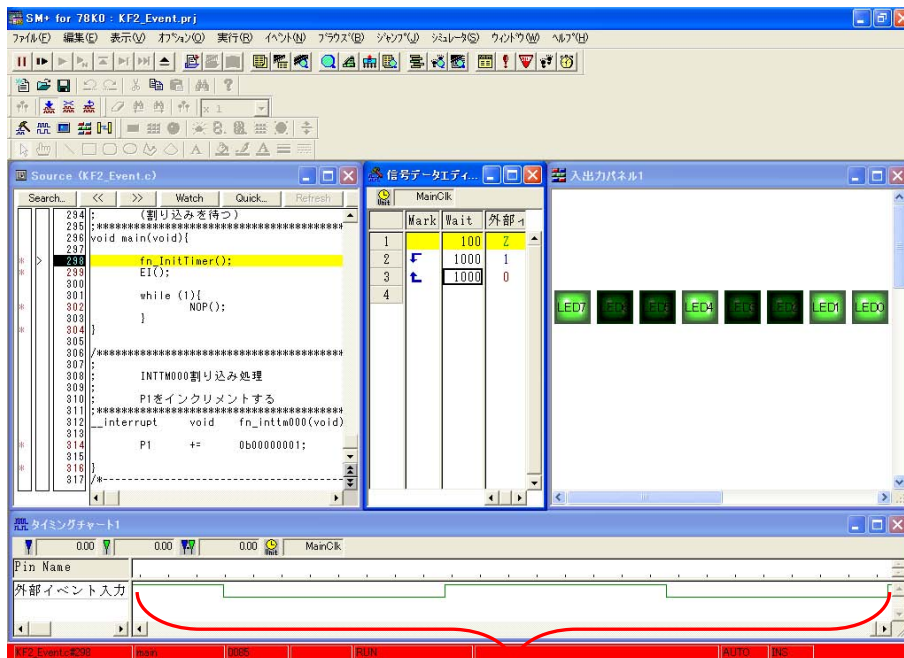 SM+ for 78K0 : KF2_Event.prj
ファイル(F) 編集(E) 表示(V) オプション(O) 実行(R) イベント(N) ブラウズ(B) ジャンプ(J) シミュレータ(S) ウィンドウ(W) ヘルプ(H)
x 1
Source (KF2_Event.c)
Search... << >> Watch Quick... Refresh
294 ; (割り込みを待つ)
295 ;****************************************
296 void main(void){
297
298 fn_InitTimer();
299 EI();
300
301 while (1){
302 NOP();
303 }
304 }
305
306 /****************************************
307 ;
308 ; INTTM000割り込み処理
309 ;
310 ; P1をインクリメントする
311 ;****************************************
312 __interrupt void fn_inttm000(void)
313
314 P1 += 0b00000001;
315
316 }
317 /*------------------------------
信号データエディ...
MainClk
Mark Wait 外部イ
1 100 Z
2 1000 1
3 1000 0
4
入出力パネル1
LED7 LED4 LED1 LED0
タイミングチャート1
0.00 0.00 0.00 MainClk
Pin Name
外部イベント入力
KF2_Event.c#298 main 0085 RUN AUTO INS